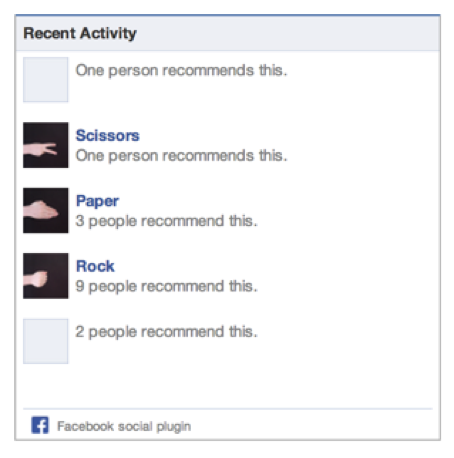 Recent Activity
One person recommends this.
Scissors
One person recommends this.
Paper
3 people recommend this.
Rock
9 people recommend this.
2 people recommend this.
Facebook social plugin